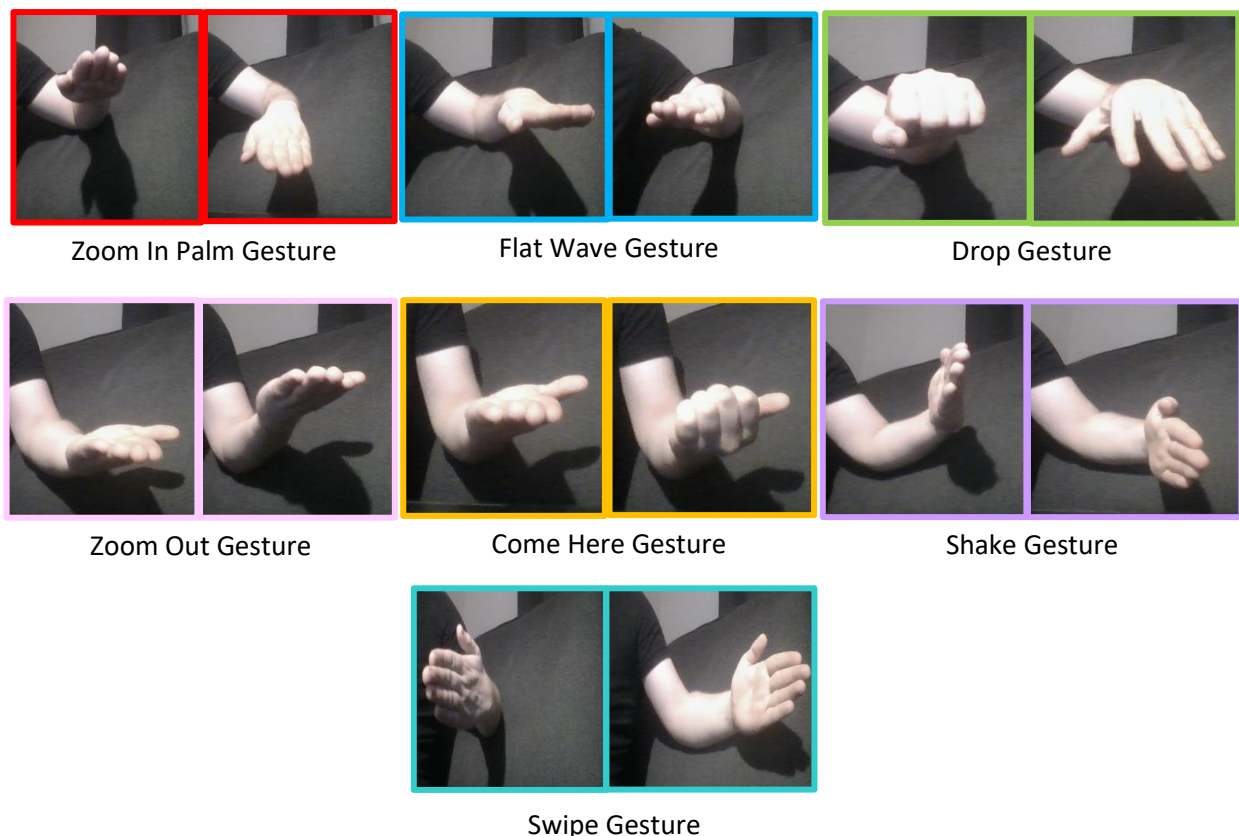 Zoom In Palm Gesture
Flat Wave Gesture
Drop Gesture
Zoom Out Gesture
Come Here Gesture
Shake Gesture
Swipe Gesture